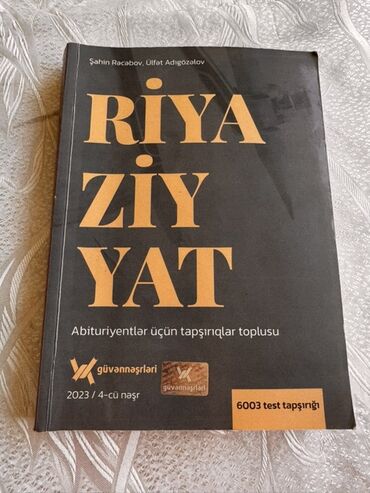 Şahin Rəcəbov, Ülfət Adıgözəlov
RİYA
ZİY
YAT
Abituriyentlər üçün tapşırıqlar toplusu
güvənnəşrləri
güvənnəşrləri
2023 / 4-cü nəşr
6003 test tapşırığı